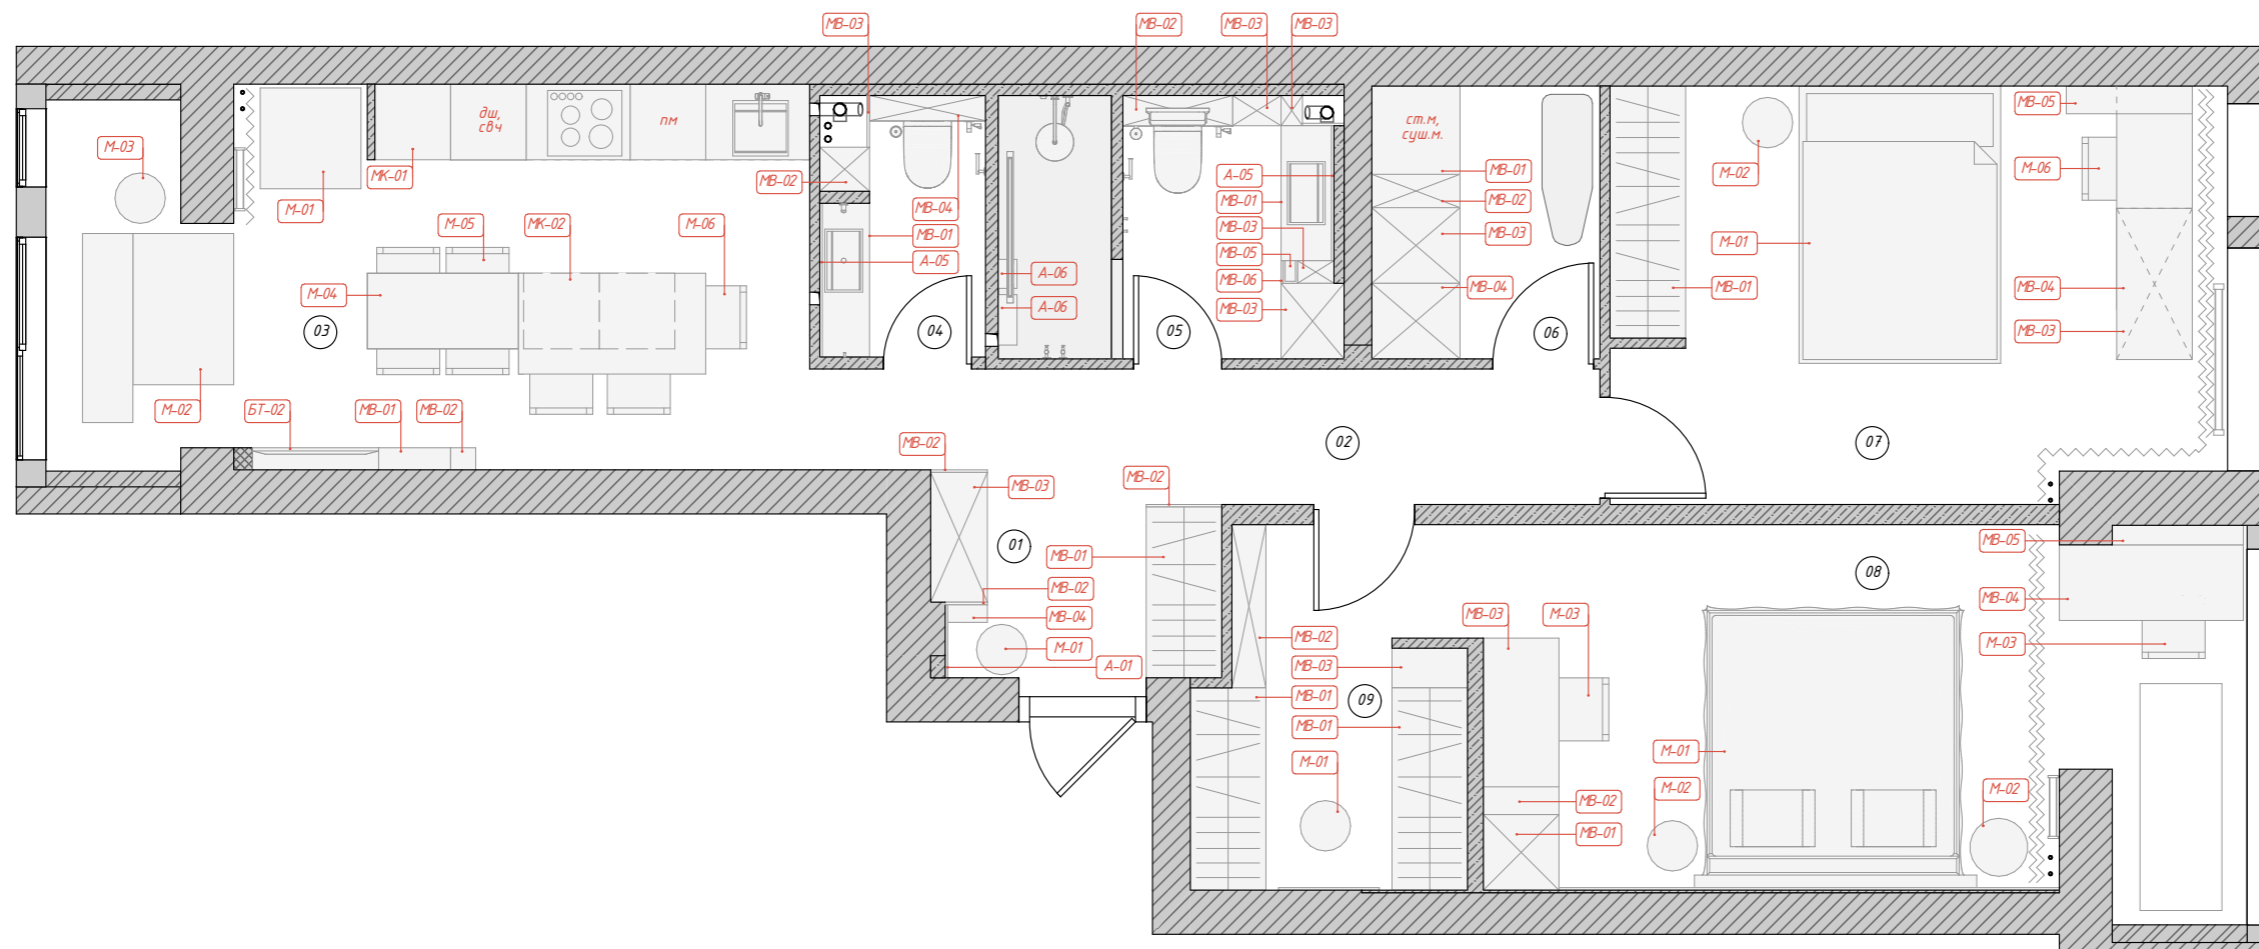 МВ-03
МВ-02
МВ-03
МВ-03
М-03
дш,
свч
пм
ст.м,
суш.м.
МВ-05
МК-01
МВ-02
А-05
МВ-01
М-02
М-06
М-01
МВ-04
МВ-01
МВ-02
М-05
МК-02
М-06
МВ-01
МВ-03
МВ-03
М-01
А-05
МВ-05
А-06
М-04
МВ-06
МВ-04
МВ-01
МВ-04
А-06
МВ-03
МВ-03
03
04
05
06
М-02
БТ-02
МВ-01
МВ-02
МВ-02
02
07
МВ-03
МВ-02
01
МВ-01
МВ-05
08
МВ-02
МВ-04
МВ-04
МВ-03
М-03
МВ-02
М-01
М-03
А-01
МВ-03
МВ-01
09
МВ-01
М-01
М-01
М-02
М-02
МВ-02
МВ-01